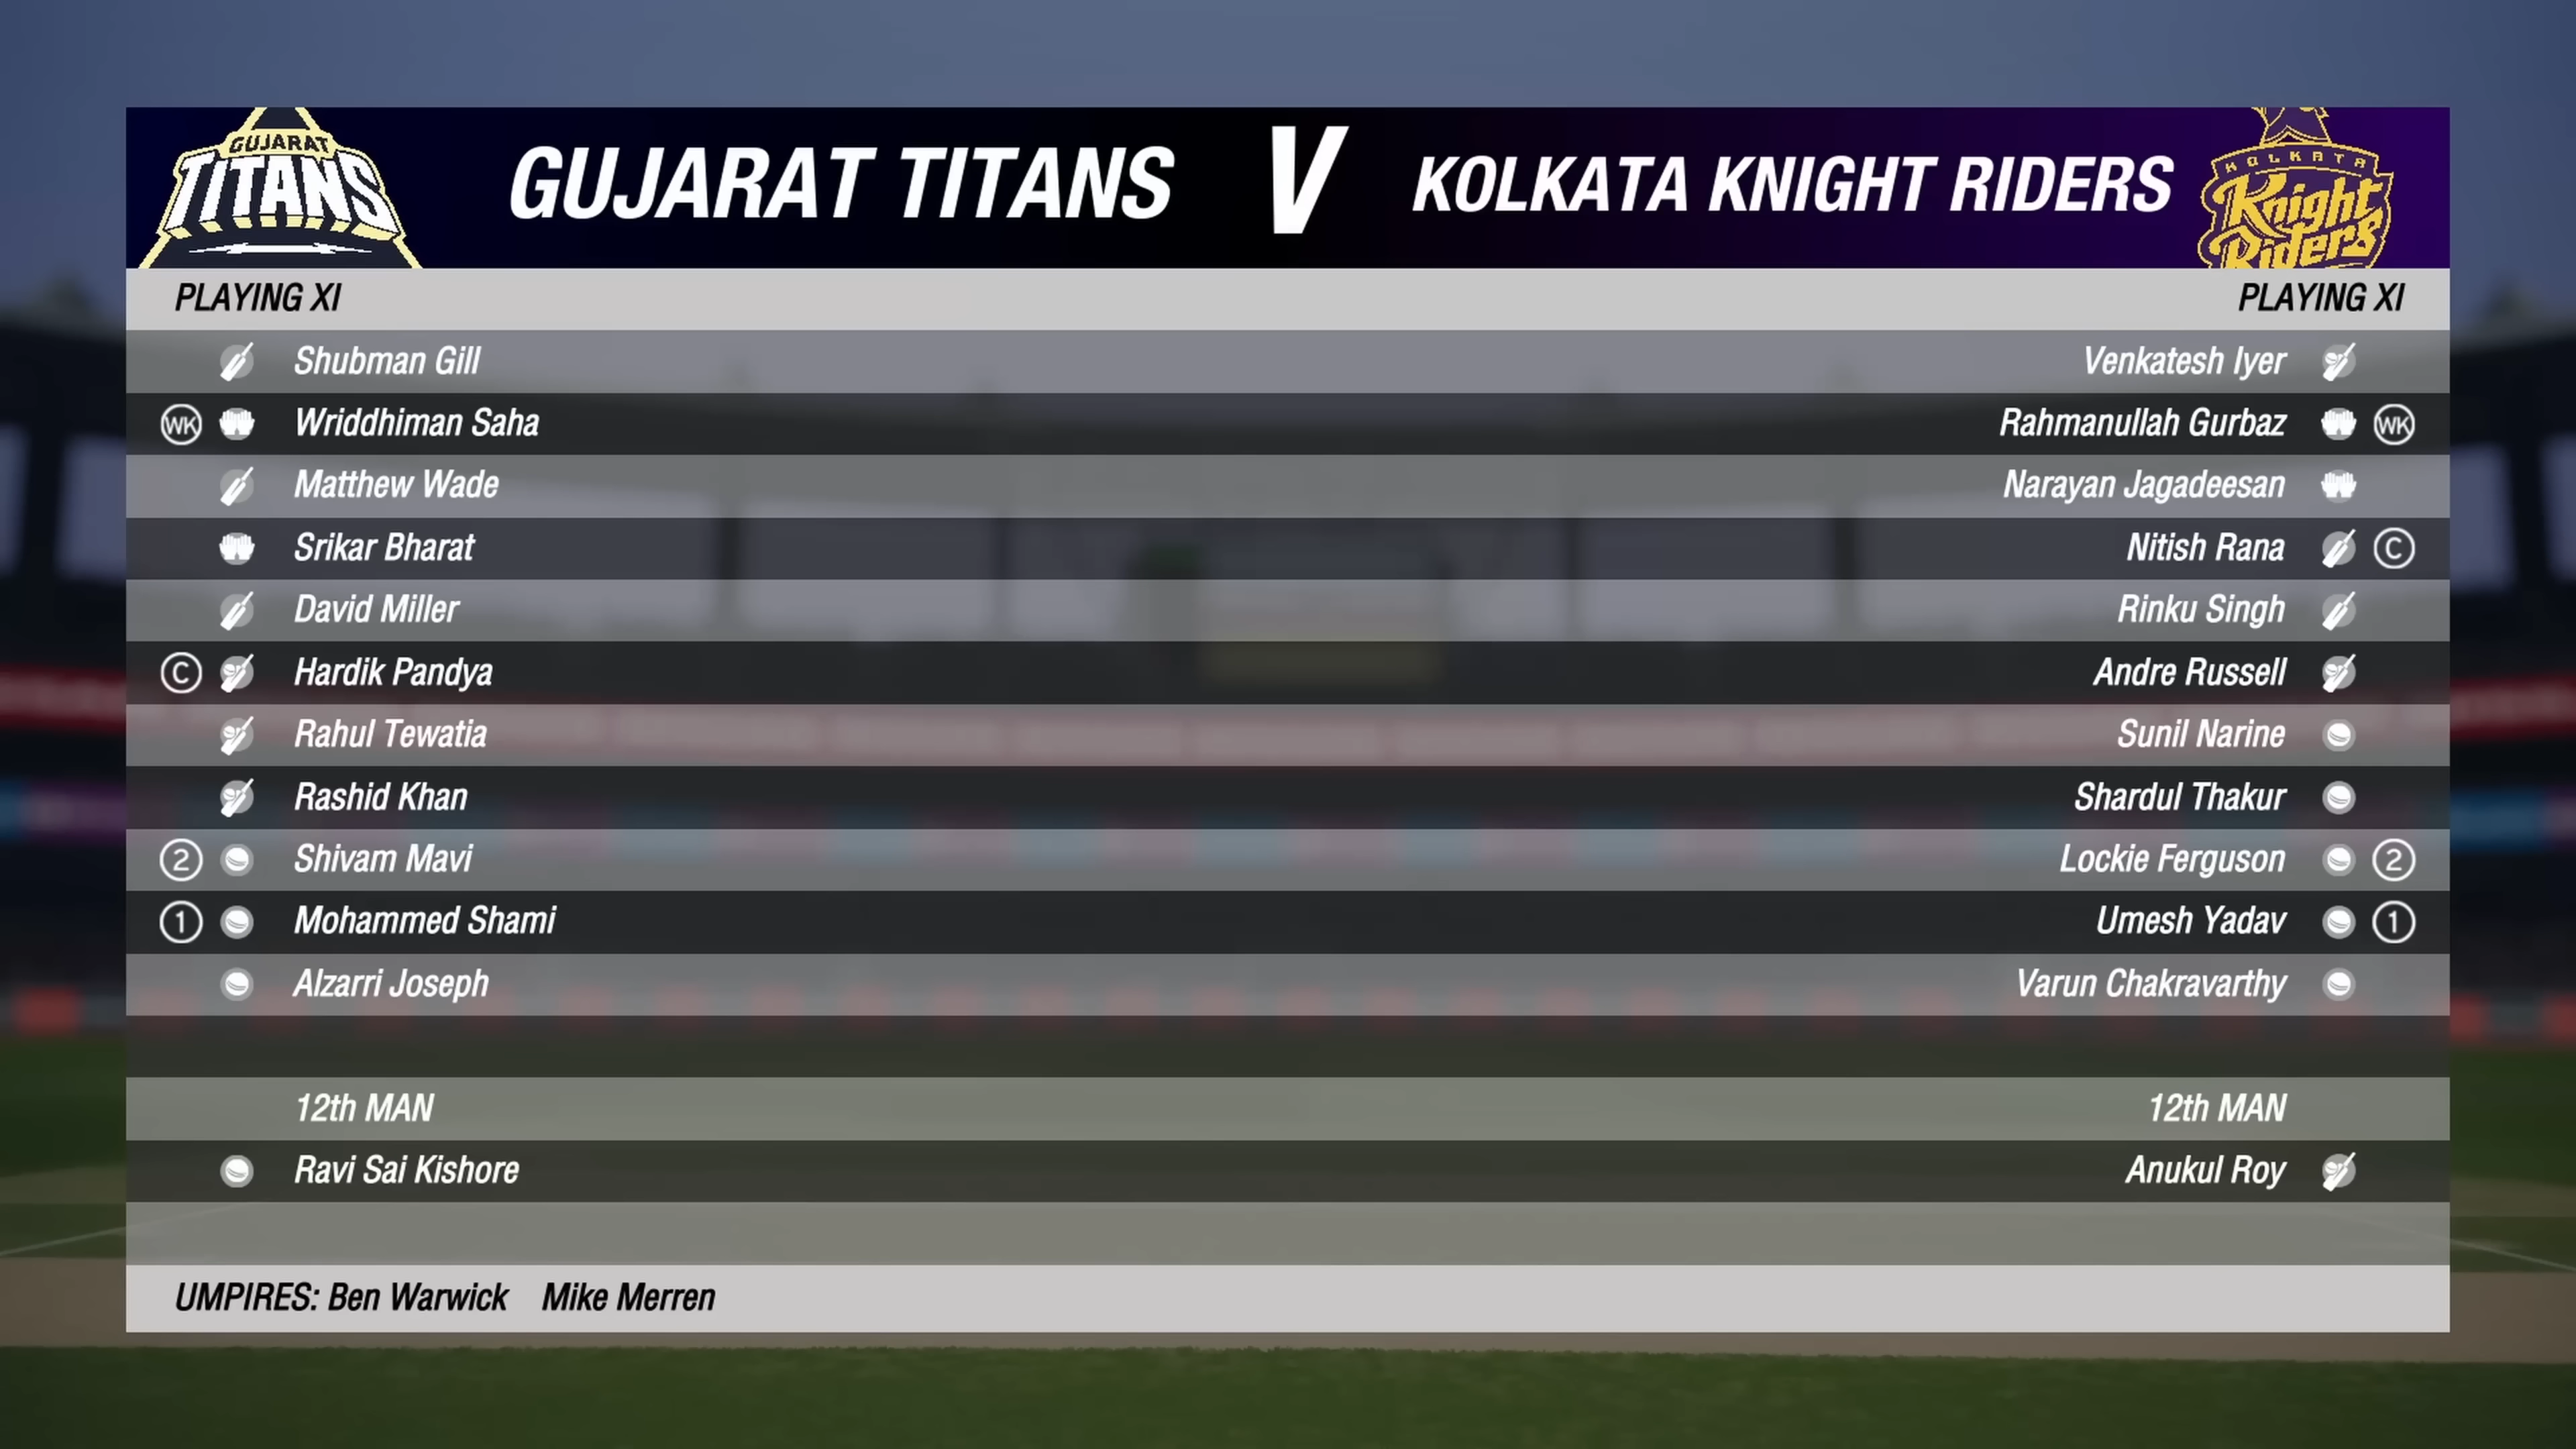 GUJARAT
TITANS
GUJARAT TITANS V KOLKATA KNIGHT RIDERS
KOLKATA
Knight
Riders
PLAYING XI PLAYING XI
Shubman Gill Venkatesh Iyer
WK Wriddhiman Saha Rahmanullah Gurbaz WK
Matthew Wade Narayan Jagadeesan
Srikar Bharat Nitish Rana C
David Miller Rinku Singh
C Hardik Pandya Andre Russell
Rahul Tewatia Sunil Narine
Rashid Khan Shardul Thakur
2 Shivam Mavi Lockie Ferguson 2
1 Mohammed Shami Umesh Yadav 1
Alzarri Joseph Varun Chakravarthy
12th MAN 12th MAN
Ravi Sai Kishore Anukul Roy
UMPIRES: Ben Warwick Mike Merren